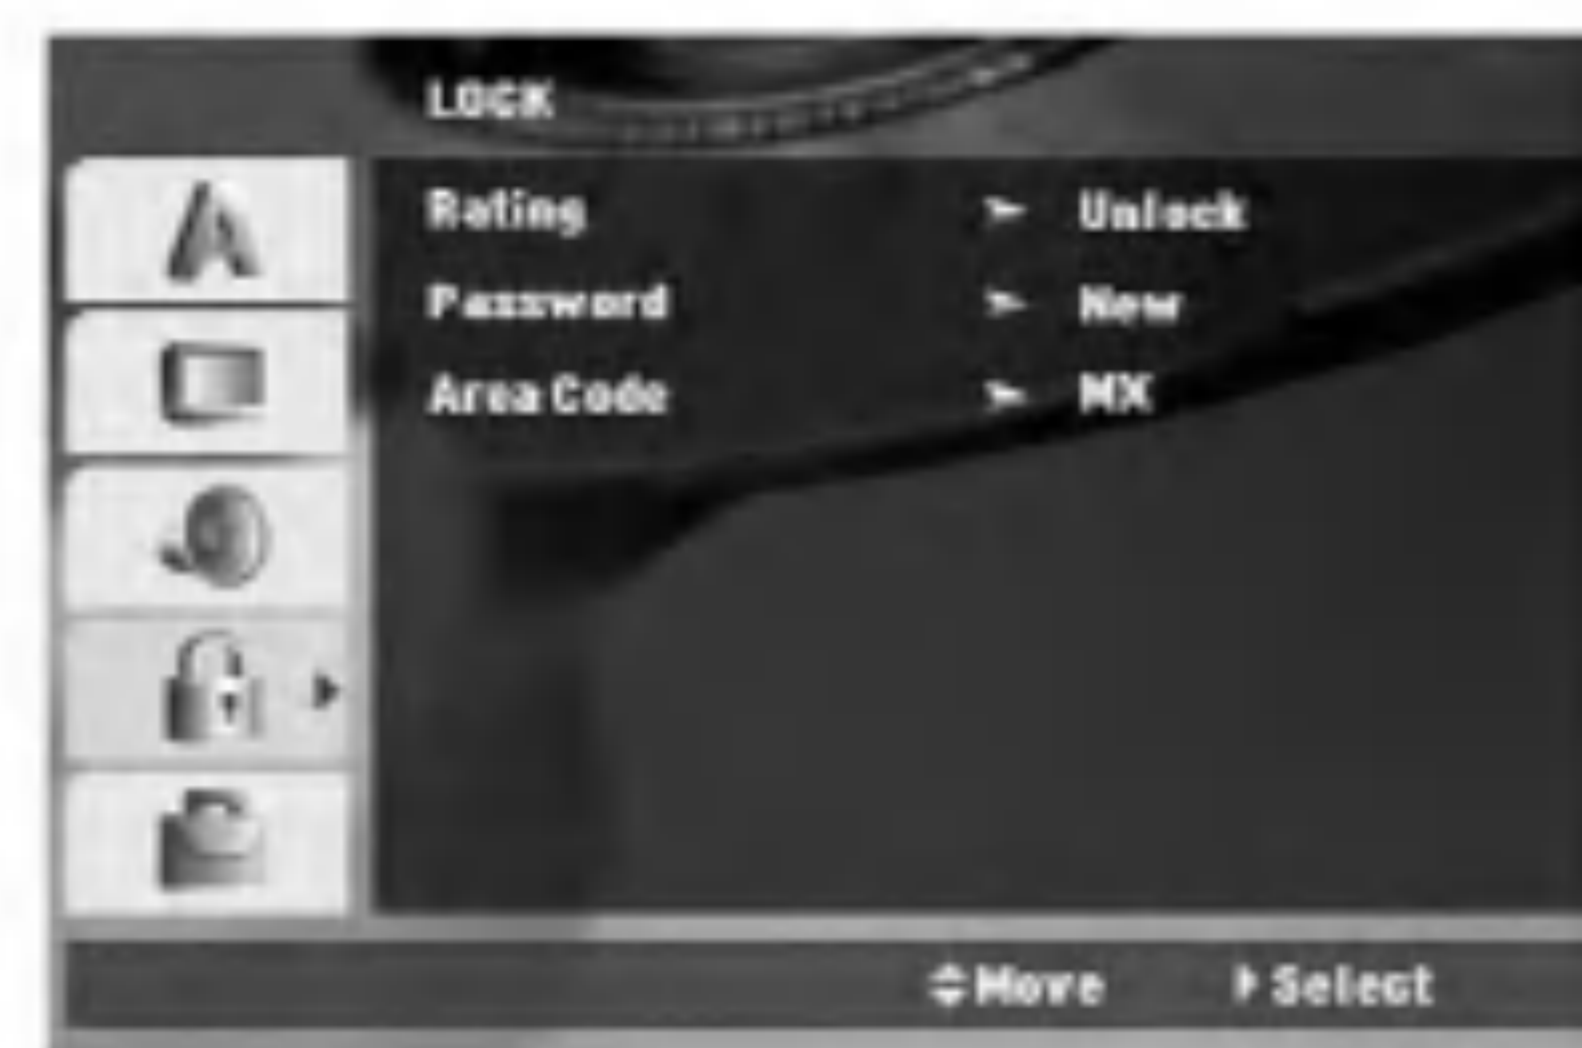 LOCK
Rating Unlock
Password New
Area Code MX
Move Select